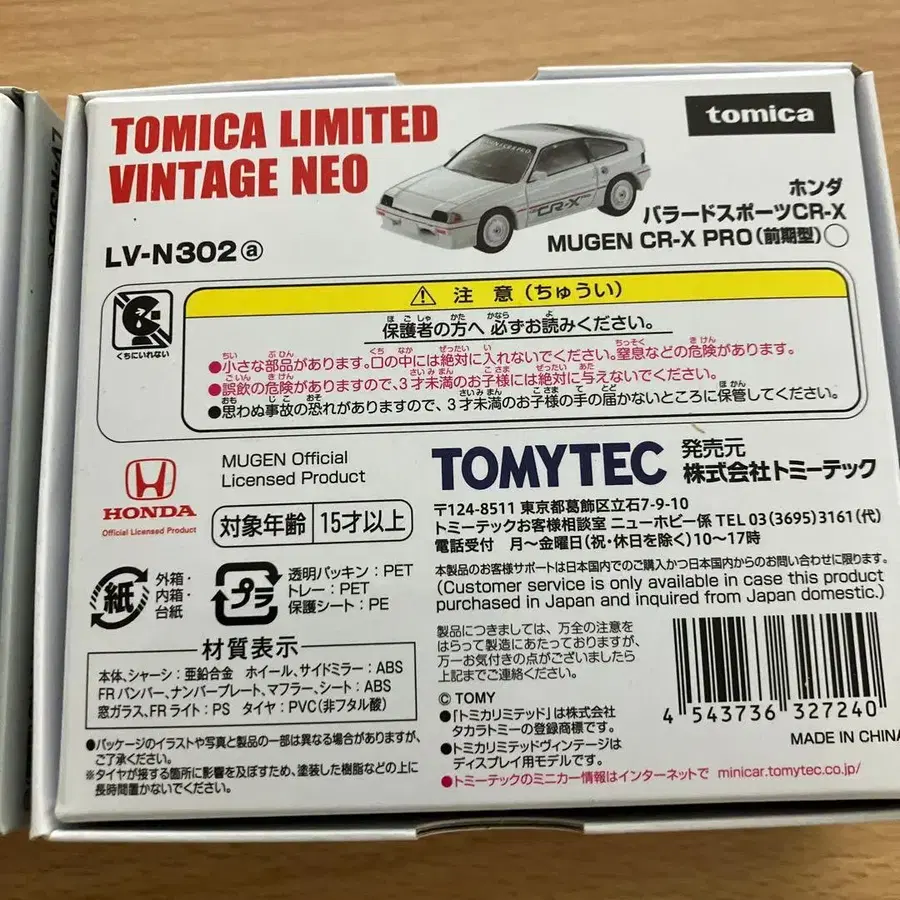 TOMICA LIMITED
VINTAGE NEO
LV-N302ⓐ
CR-X
tomica
ホンダ
バラードスポーツCR-X
MUGEN CR-X PRO(前期型)○
くちにいれない
⚠ 注 意(ちゅうい)
保護者の方へ 必ずお読みください。
●小さな部品があります。口の中には絶対に入れないでください。窒息などの危険があります。
●誤飲の危険がありますので、3才未満のお子様には絶対に与えないでください。
●思わぬ事故の恐れがありますので、3才未満のお子様の手の届かないところに保管してください。
HONDA
Official Licensed Product
MUGEN Official
Licensed Product
対象年齢 15才以上
TOMYTEC 発売元
株式会社トミーテック
〒124-8511 東京都葛飾区立石7-9-10
トミーテックお客様相談室 ニューホビー係 TEL 03(3695)3161(代)
電話受付 月〜金曜日(祝・休日を除く)10〜17時
本製品のお客様サポートは日本国内でのご購入かつ日本国内からのお問い合わせに限ります。
(Customer service is only available in case this product
purchased in Japan and inquired from Japan domestic.)
紙
外箱・
内箱・
台紙
プラ
透明パッキン:PET
トレー:PET
保護シート:PE
材質表示
本体、シャーシ:亜鉛合金 ホイール、サイドミラー:ABS
FRバンパー、ナンバープレート、マフラー、シート:ABS
窓ガラス、FRライト:PS タイヤ:PVC(非フタル酸)
●パッケージのイラストや写真と製品の一部は異なる場合がありますが、
ご了承ください。
※タイヤが接する箇所に影響を及ぼすため、塗装した樹脂などの上に
長時間置かないでください。
製品につきましては、万全の注意を
はらって製造にあたっておりますが、
万一お気付きの点がございましたら
上記までご連絡ください。
© TOMY
●「トミカリミテッド」は株式会社
タカラトミーの登録商標です。
●トミカリミテッドヴィンテージは
ディスプレイ用モデルです。
●トミーテックのミニカー情報はインターネットで minicar.tomytec.co.jp/
4 543736 327240
MADE IN CHINA